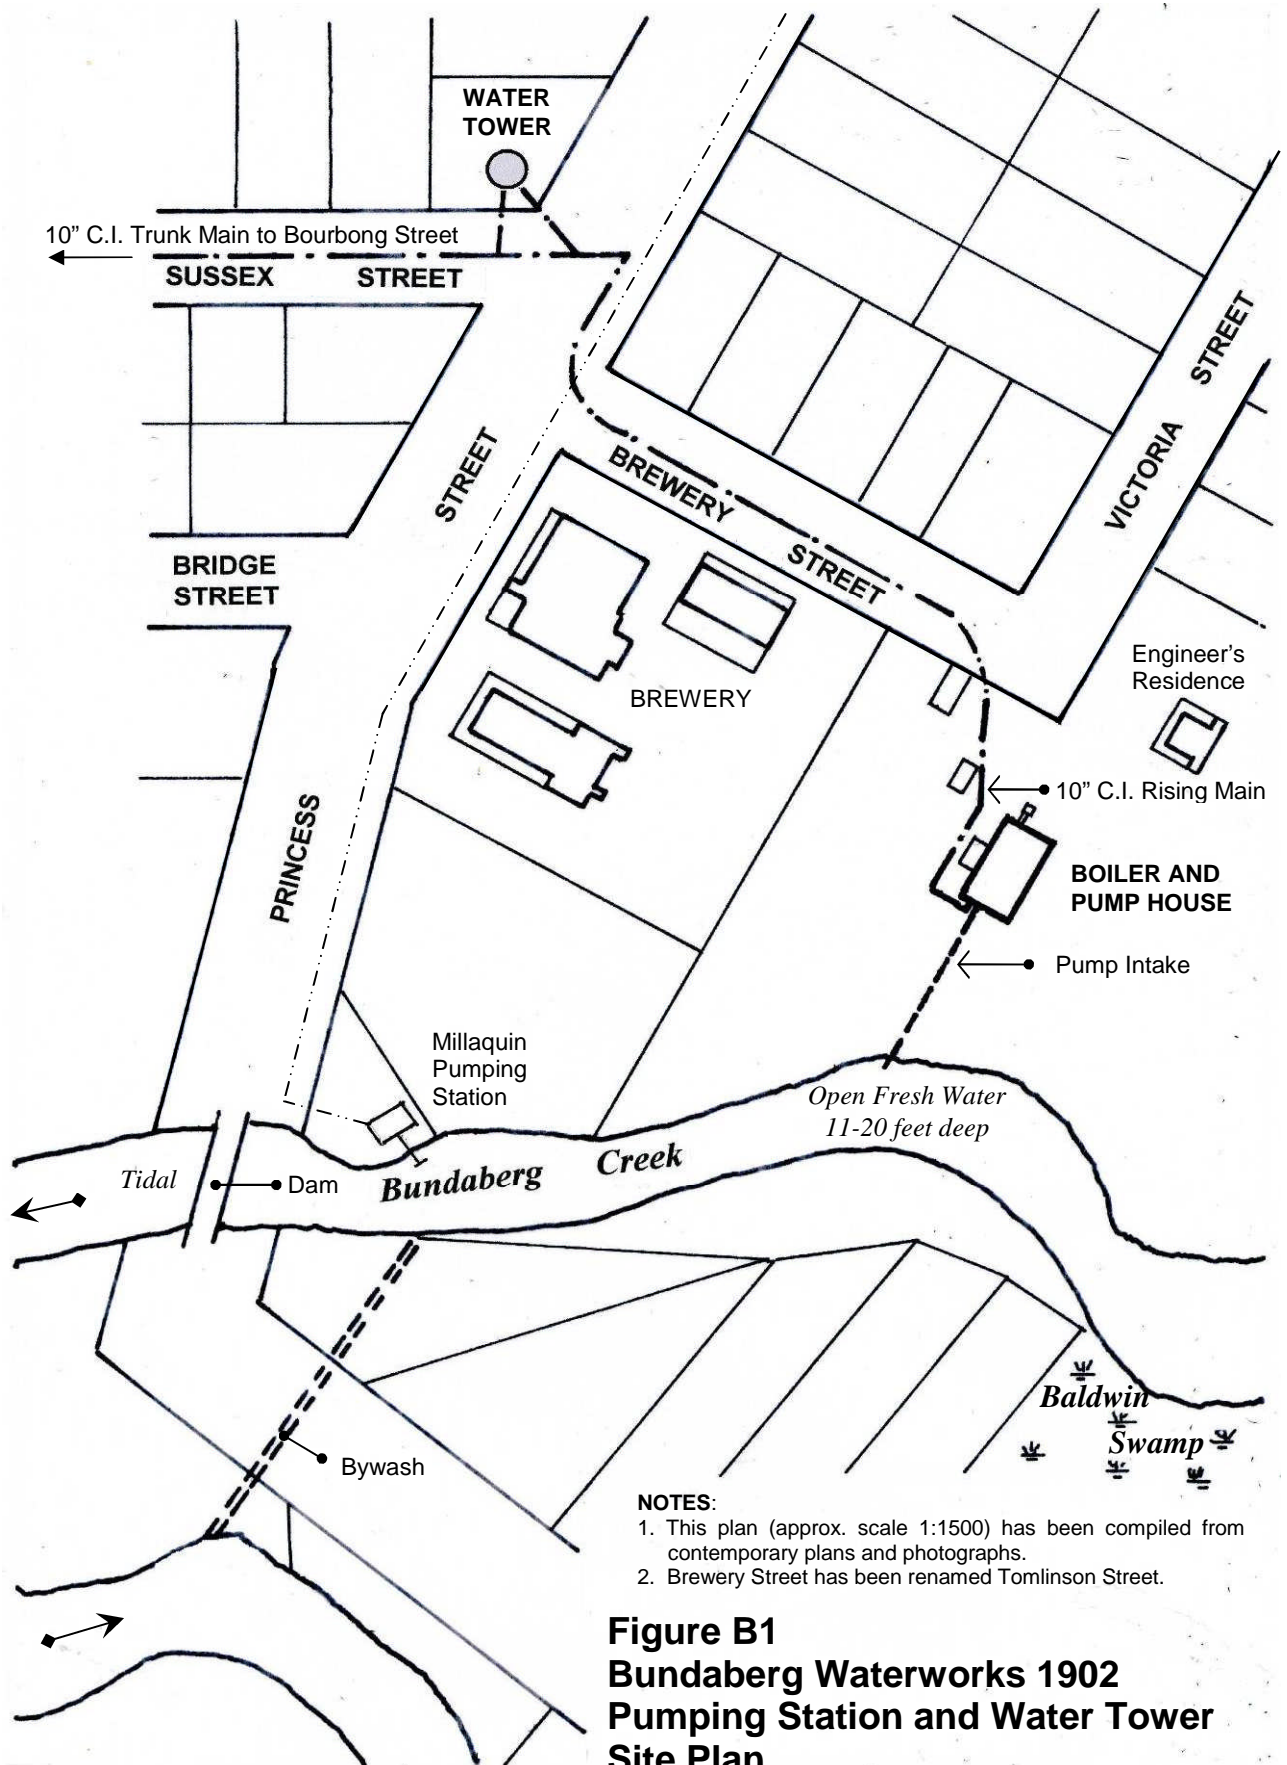 WATER
TOWER
10” C.I. Trunk Main to Bourbong Street
SUSSEX STREET
STREET
VICTORIA
STREET
BREWERY
STREET
BRIDGE
STREET
BREWERY
Engineer’s
Residence
10” C.I. Rising Main
PRINCESS
BOILER AND
PUMP HOUSE
Pump Intake
Millaquin
Pumping
Station
Open Fresh Water
11-20 feet deep
Tidal
Dam
Bundaberg Creek
Bywash
Baldwin
Swamp
NOTES:
1. This plan (approx. scale 1:1500) has been compiled from
contemporary plans and photographs.
2. Brewery Street has been renamed Tomlinson Street.
Figure B1
Bundaberg Waterworks 1902
Pumping Station and Water Tower
Site Plan